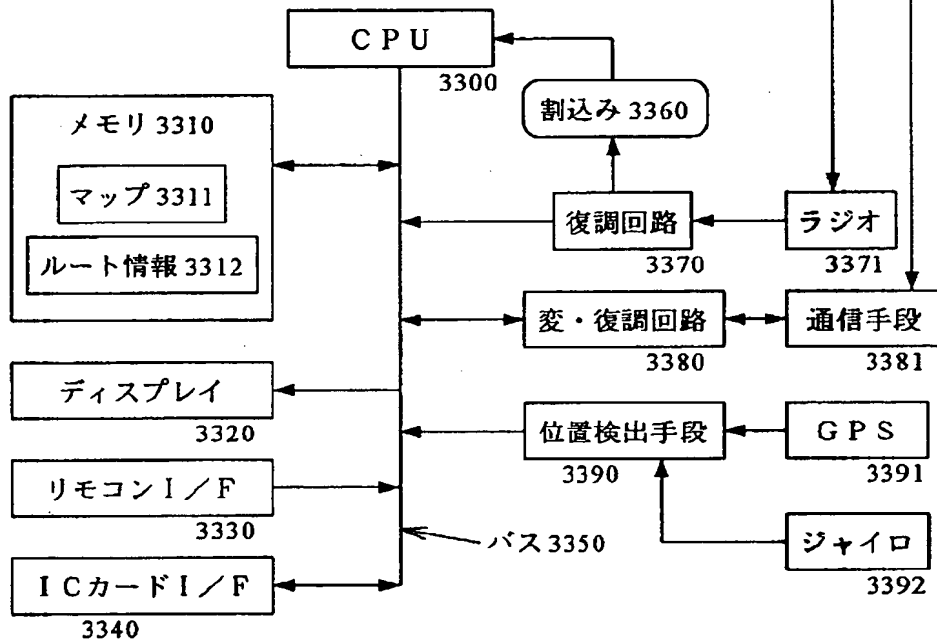 CPU
3300
メモリ 3310
マップ 3311
ルート情報 3312
割込み 3360
復調回路
3370
ラジオ
3371
変・復調回路
3380
通信手段
3381
ディスプレイ
3320
位置検出手段
3390
GPS
3391
リモコンI/F
3330
バス 3350
ジャイロ
3392
ICカードI/F
3340